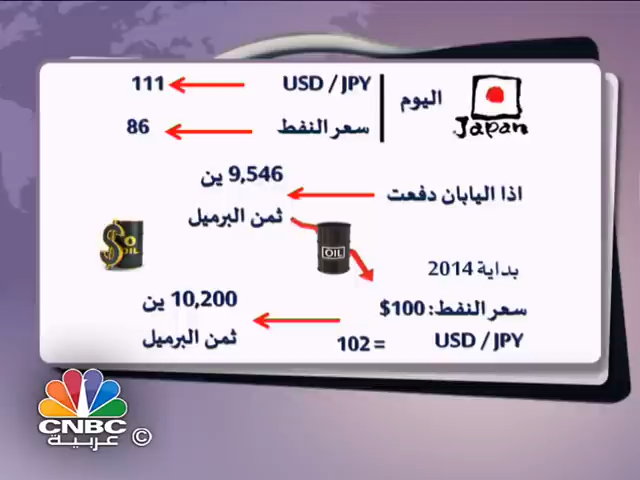 Japan
اليوم
USD / JPY 111
سعر النفط 86
اذا اليابان دفعت 9,546 ين
ثمن البرميل
$ OIL
OIL
بداية 2014
سعر النفط: 100$ 10,200 ين
ثمن البرميل
USD / JPY = 102
CNBC
عربية ©